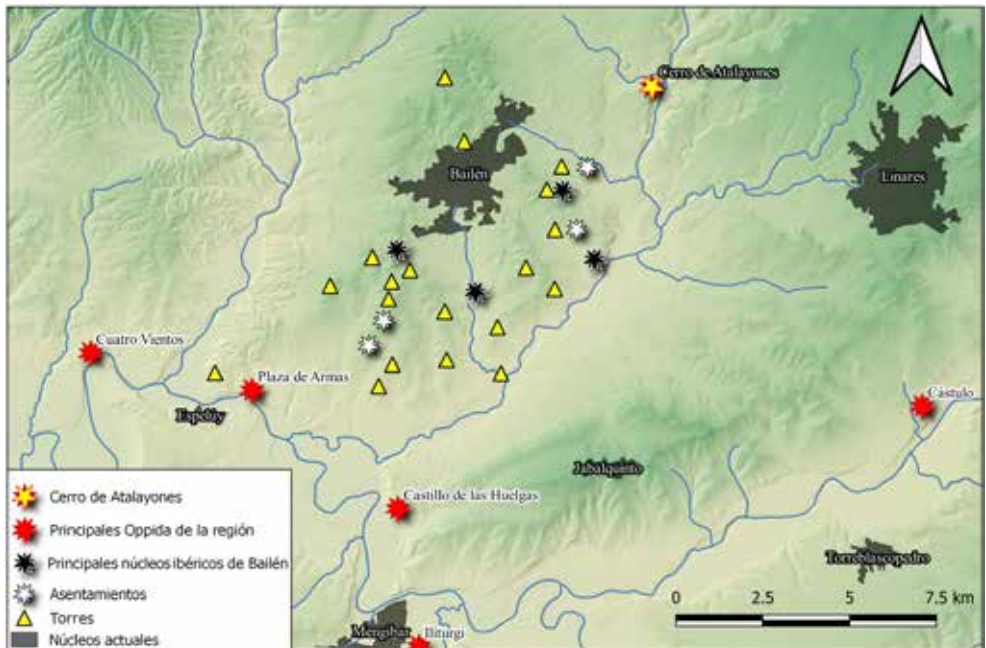 Cerro de Atalayones
Bailén
Linares
Cuatro Vientos
Plaza de Armas
Espelúy
Cástulo
Jabalquinto
Castillo de las Huelgas
Torreblascopedro
Mengíbar
Iliturgi
Cerro de Atalayones
Principales Oppida de la región
Principales núcleos ibéricos de Bailén
Asentamientos
Torres
Núcleos actuales
0 2.5 5 7.5 km